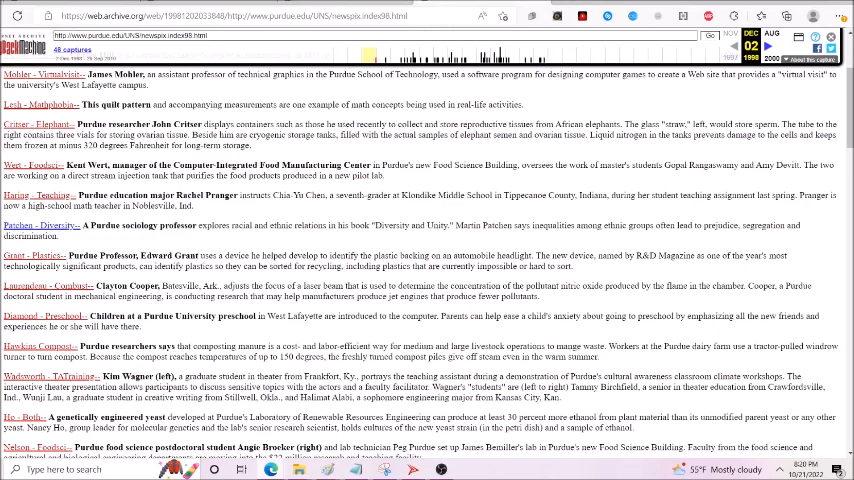 https://web.archive.org/web/19981202033848/http://www.purdue.edu/UNS/newspix.index98.html
http://www.purdue.edu/UNS/newspix.index98.html
Go
NOV DEC AUG
02
1997 1998 2000
48 captures
About this capture
Mohler - Virtualvisit-- James Mohler, an assistant professor of technical graphics in the Purdue School of Technology, used a software program for designing computer games to create a Web site that provides a "virtual visit" to
the university's West Lafayette campus.
Lesh - Mathphobia-- This quilt pattern and accompanying measurements are one example of math concepts being used in real-life activities.
Critser - Elephant-- Purdue researcher John Critser displays containers such as those he used recently to collect and store reproductive tissues from African elephants. The glass "straw," left, would store sperm. The tube to the
right contains three vials for storing ovarian tissue. Beside him are cryogenic storage tanks, filled with the actual samples of elephant semen and ovarian tissue. Liquid nitrogen in the tanks prevents damage to the cells and keeps
them frozen at minus 320 degrees Fahrenheit for long-term storage.
Wert - Foodsci-- Kent Wert, manager of the Computer-Integrated Food Manufacturing Center in Purdue's new Food Science Building, oversees the work of master's students Gopal Rangaswamy and Amy Devitt. The two
are working on a direct stream injection tank that purifies the food products produced in a new pilot lab.
Haring - Teaching-- Purdue education major Rachel Pranger instructs Chia-Yu Chen, a seventh-grader at Klondike Middle School in Tippecanoe County, Indiana, during her student teaching assignment last spring. Pranger is
now a high-school math teacher in Noblesville, Ind.
Patchen - Diversity-- A Purdue sociology professor explores racial and ethnic relations in his book "Diversity and Unity." Martin Patchen says inequalities among ethnic groups often lead to prejudice, segregation and
discrimination.
Grant - Plastics-- Purdue Professor, Edward Grant uses a device he helped develop to identify the plastic backing on an automobile headlight. The new device, named by R&D Magazine as one of the year's most
technologically significant products, can identify plastics so they can be sorted for recycling, including plastics that are currently impossible or hard to sort.
Laurendeau - Combust-- Clayton Cooper, Batesville, Ark., adjusts the focus of a laser beam that is used to determine the concentration of the pollutant nitric oxide produced by the flame in the chamber. Cooper, a Purdue
doctoral student in mechanical engineering, is conducting research that may help manufacturers produce jet engines that produce fewer pollutants.
Diamond - Preschool-- Children at a Purdue University preschool in West Lafayette are introduced to the computer. Parents can help ease a child's anxiety about going to preschool by emphasizing all the new friends and
experiences he or she will have there.
Hawkins Compost-- Purdue researchers says that composting manure is a cost- and labor-efficient way for medium and large livestock operations to mange waste. Workers at the Purdue dairy farm use a tractor-pulled windrow
turner to turn compost. Because the compost reaches temperatures of up to 150 degrees, the freshly turned compost piles give off steam even in the warm summer.
Wadsworth - TATraining-- Kim Wagner (left), a graduate student in theater from Frankfort, Ky., portrays the teaching assistant during a demonstration of Purdue's cultural awareness classroom climate workshops. The
interactive theater presentation allows participants to discuss sensitive topics with the actors and a faculty facilitator. Wagner's "students" are (left to right) Tammy Birchfield, a senior in theater education from Crawfordsville,
Ind., Wunji Lau, a graduate student in creative writing from Stillwell, Okla., and Halimat Alabi, a sophomore engineering major from Kansas City, Kan.
Ho - Both-- A genetically engineered yeast developed at Purdue's Laboratory of Renewable Resources Engineering can produce at least 30 percent more ethanol from plant material than its unmodified parent yeast or any other
yeast. Nancy Ho, group leader for molecular genetics and the lab's senior research scientist, holds cultures of the new yeast strain (in the petri dish) and a sample of ethanol.
Nelson - Foodsci-- Purdue food science postdoctoral student Angie Broeker (right) and lab technician Peg Purdue set up James Bemiller's lab in Purdue's new Food Science Building. Faculty from the food science and
Type here to search
55°F Mostly cloudy
8:20 PM
10/21/2022